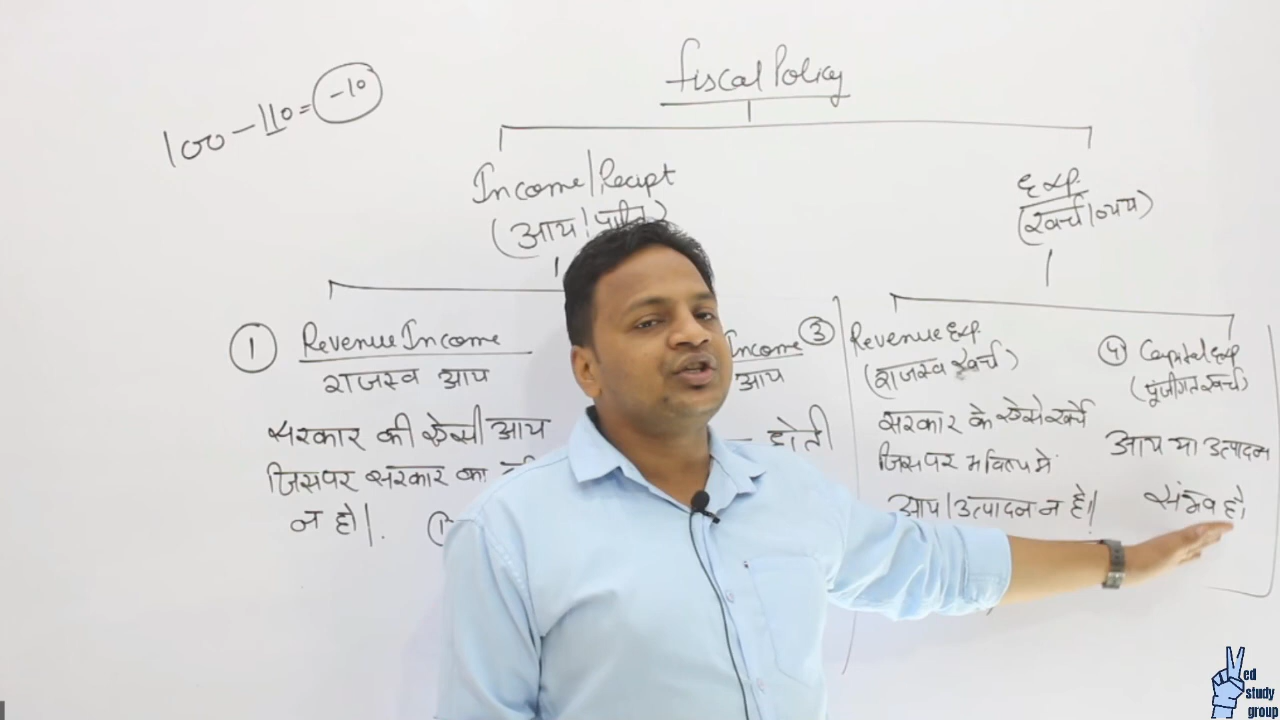 fiscal Policy
100 - 110 = -10
Income/Recipt
(आय/
Exp.
(खर्च/व्यय)
① Revenue Income
राजस्व आय
सरकार की ऐसी आय
जिसपर सरकार का
न हो।
Income
आय
होती
③ Revenue Exp.
(राजस्व खर्च)
सरकार के ऐसे खर्चे
जिसपर भविष्य में
आय/उत्पादन न हो।
④ Capital Exp
(पूंजीगत खर्च)
आय या उत्पादन
संभव हो।
ed
study
group